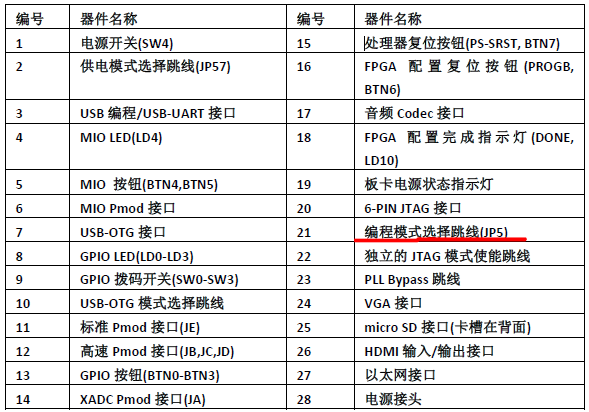 编号 器件名称 编号 器件名称
1 电源开关(SW4) 15 处理器复位按钮(PS-SRST, BTN7)
2 供电模式选择跳线(JP57) 16 FPGA 配置复位按钮(PROGB,
BTN6)
3 USB 编程/USB-UART 接口 17 音频 Codec 接口
4 MIO LED(LD4) 18 FPGA 配置完成指示灯(DONE,
LD10)
5 MIO 按钮(BTN4,BTN5) 19 板卡电源状态指示灯
6 MIO Pmod 接口 20 6-PIN JTAG 接口
7 USB-OTG 接口 21 编程模式选择跳线(JP5)
8 GPIO LED(LD0-LD3) 22 独立的 JTAG 模式使能跳线
9 GPIO 拨码开关(SW0-SW3) 23 PLL Bypass 跳线
10 USB-OTG 模式选择跳线 24 VGA 接口
11 标准 Pmod 接口(JE) 25 micro SD 接口(卡槽在背面)
12 高速 Pmod 接口(JB,JC,JD) 26 HDMI 输入/输出接口
13 GPIO 按钮(BTN0-BTN3) 27 以太网接口
14 XADC Pmod 接口(JA) 28 电源接头